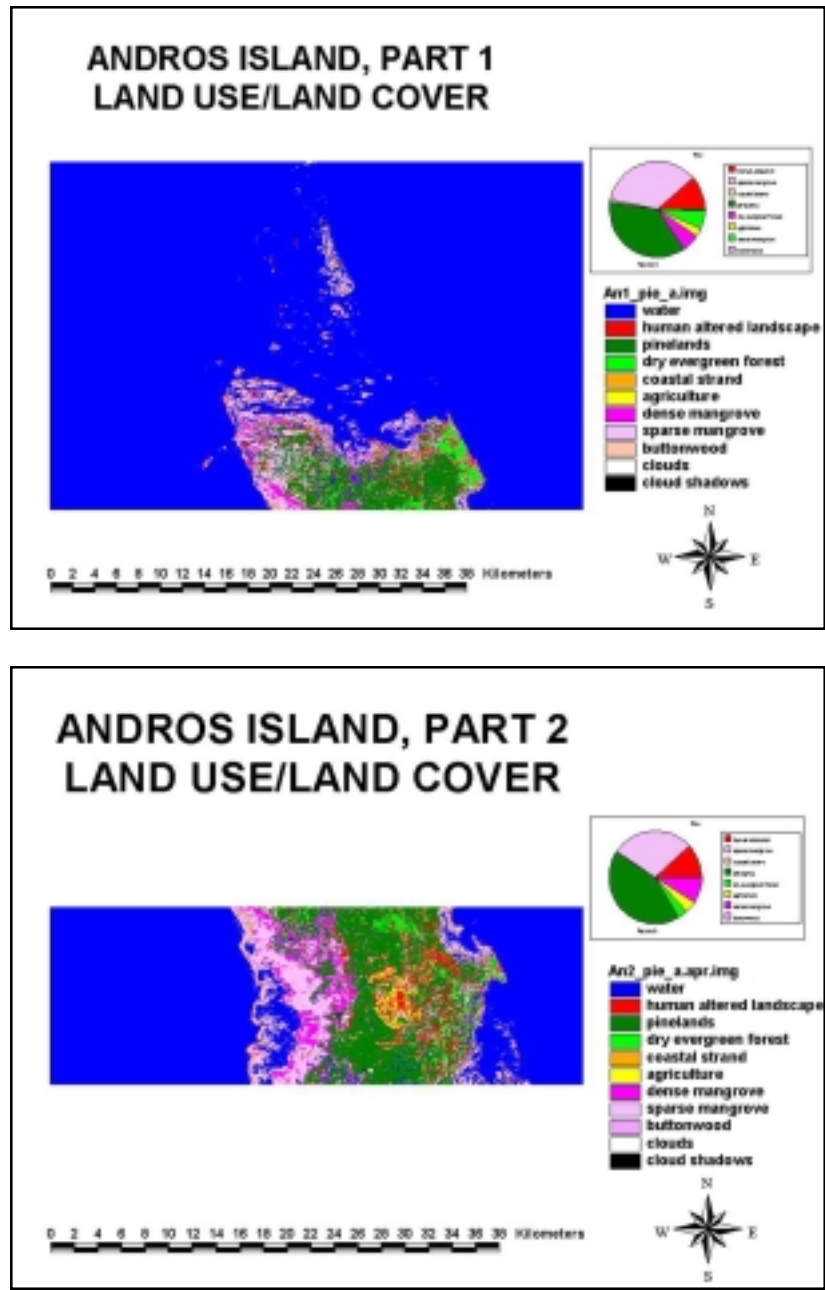 ANDROS ISLAND, PART 1
LAND USE/LAND COVER
An1_pie_a.img
water
human altered landscape
pinelands
dry evergreen forest
coastal strand
agriculture
dense mangrove
sparse mangrove
buttonwood
clouds
cloud shadows
N
W E
S
0 2 4 6 8 10 12 14 16 18 20 22 24 26 28 30 32 34 36 38 Kilometers
ANDROS ISLAND, PART 2
LAND USE/LAND COVER
An2_pie_a.apr.img
water
human altered landscape
pinelands
dry evergreen forest
coastal strand
agriculture
dense mangrove
sparse mangrove
buttonwood
clouds
cloud shadows
N
W E
S
0 2 4 6 8 10 12 14 16 18 20 22 24 26 28 30 32 34 36 38 Kilometers